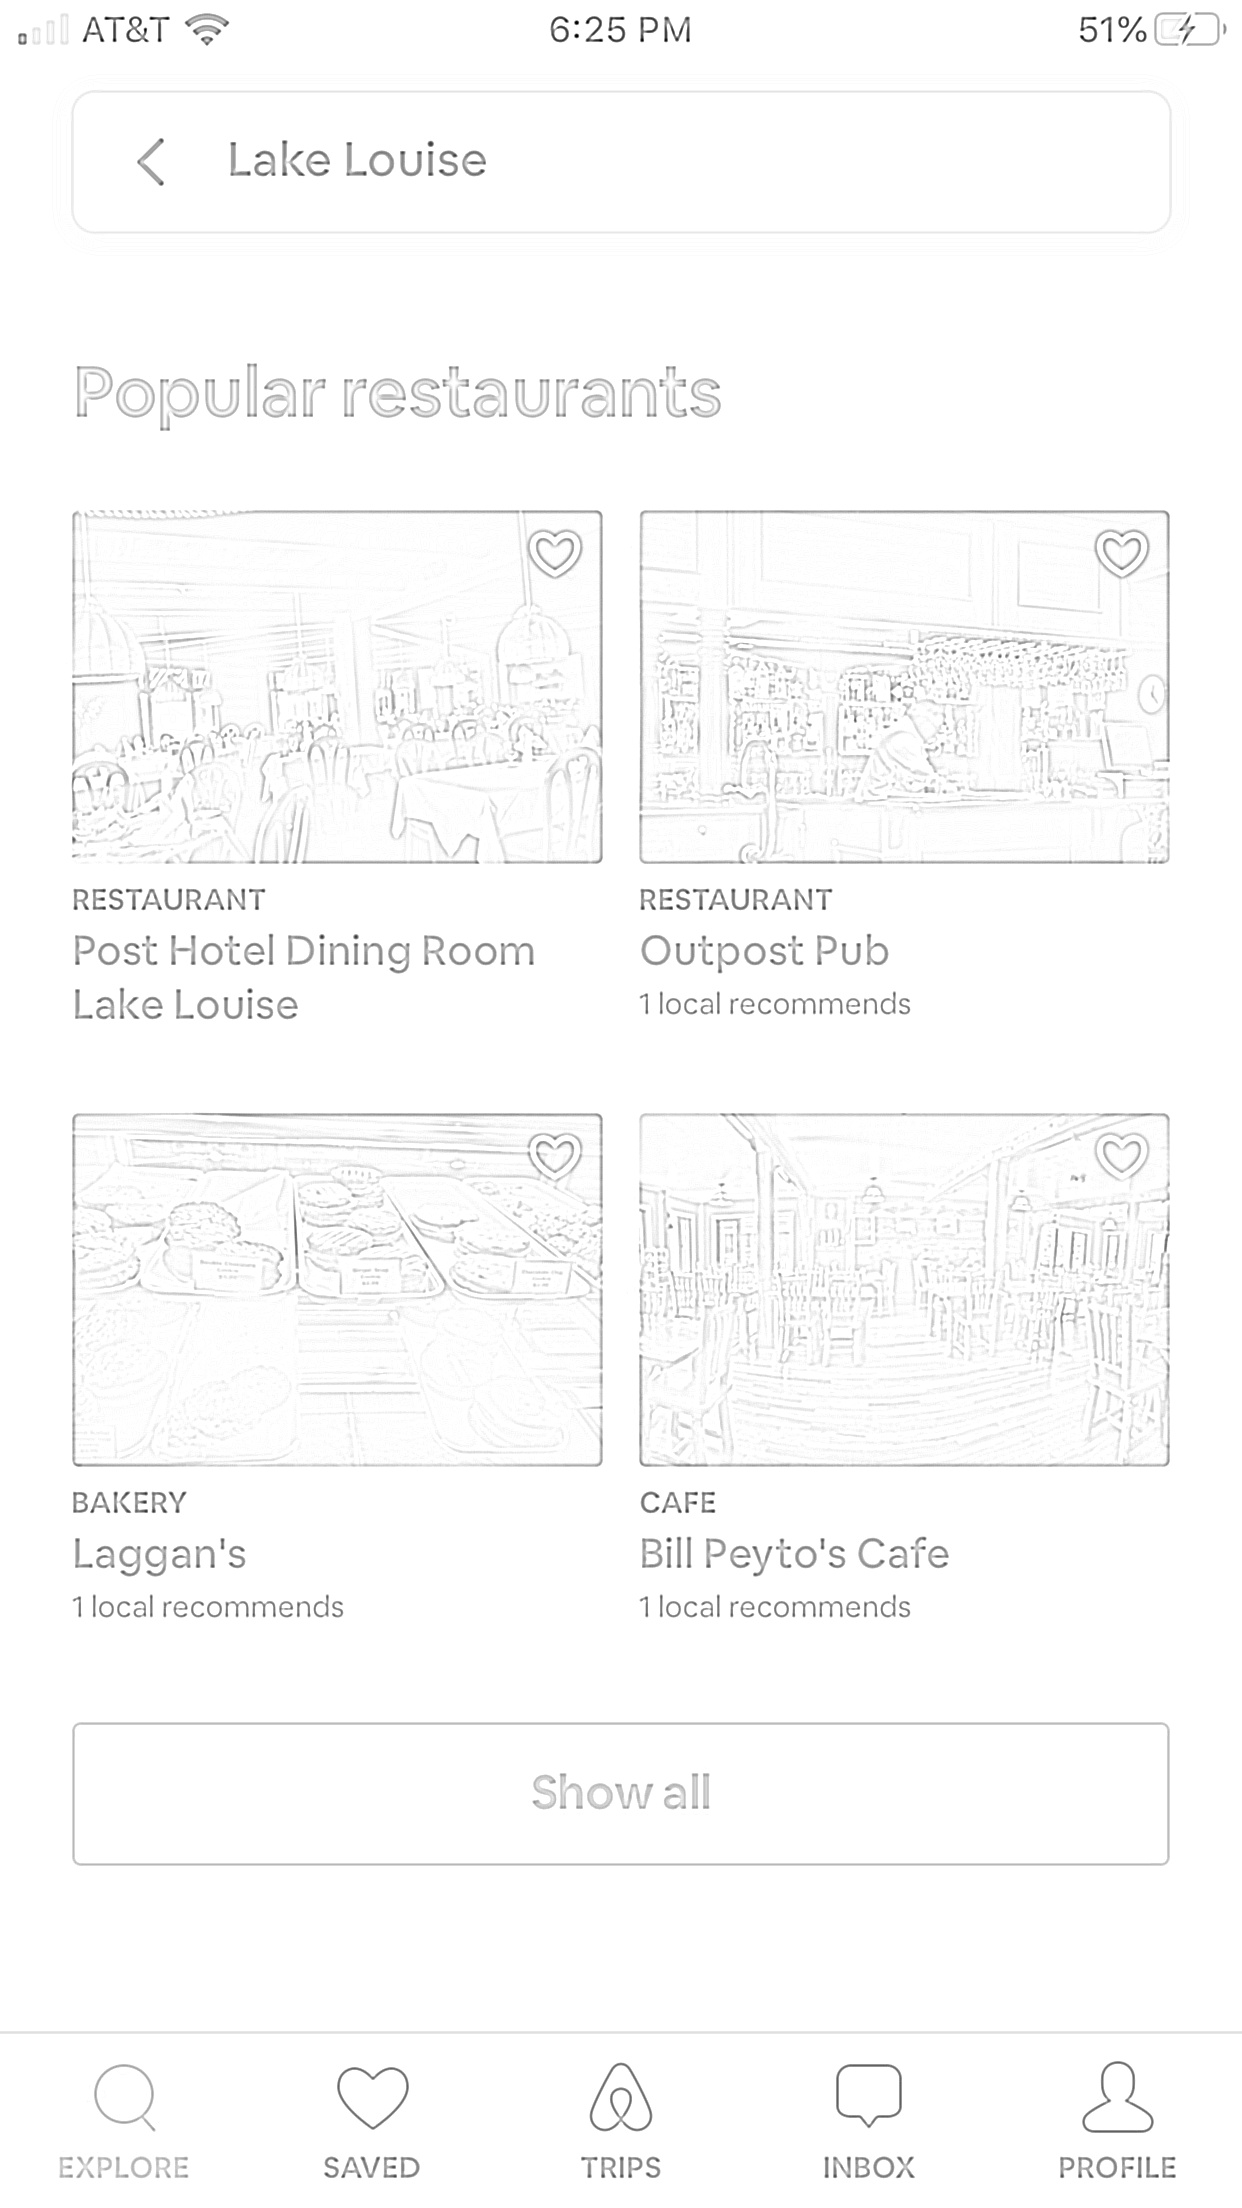 AT&T 6:25 PM 51%
Lake Louise
Popular restaurants
RESTAURANT
Post Hotel Dining Room
Lake Louise
RESTAURANT
Outpost Pub
1 local recommends
BAKERY
Laggan's
1 local recommends
CAFE
Bill Peyto's Cafe
1 local recommends
Show all
EXPLORE SAVED TRIPS INBOX PROFILE